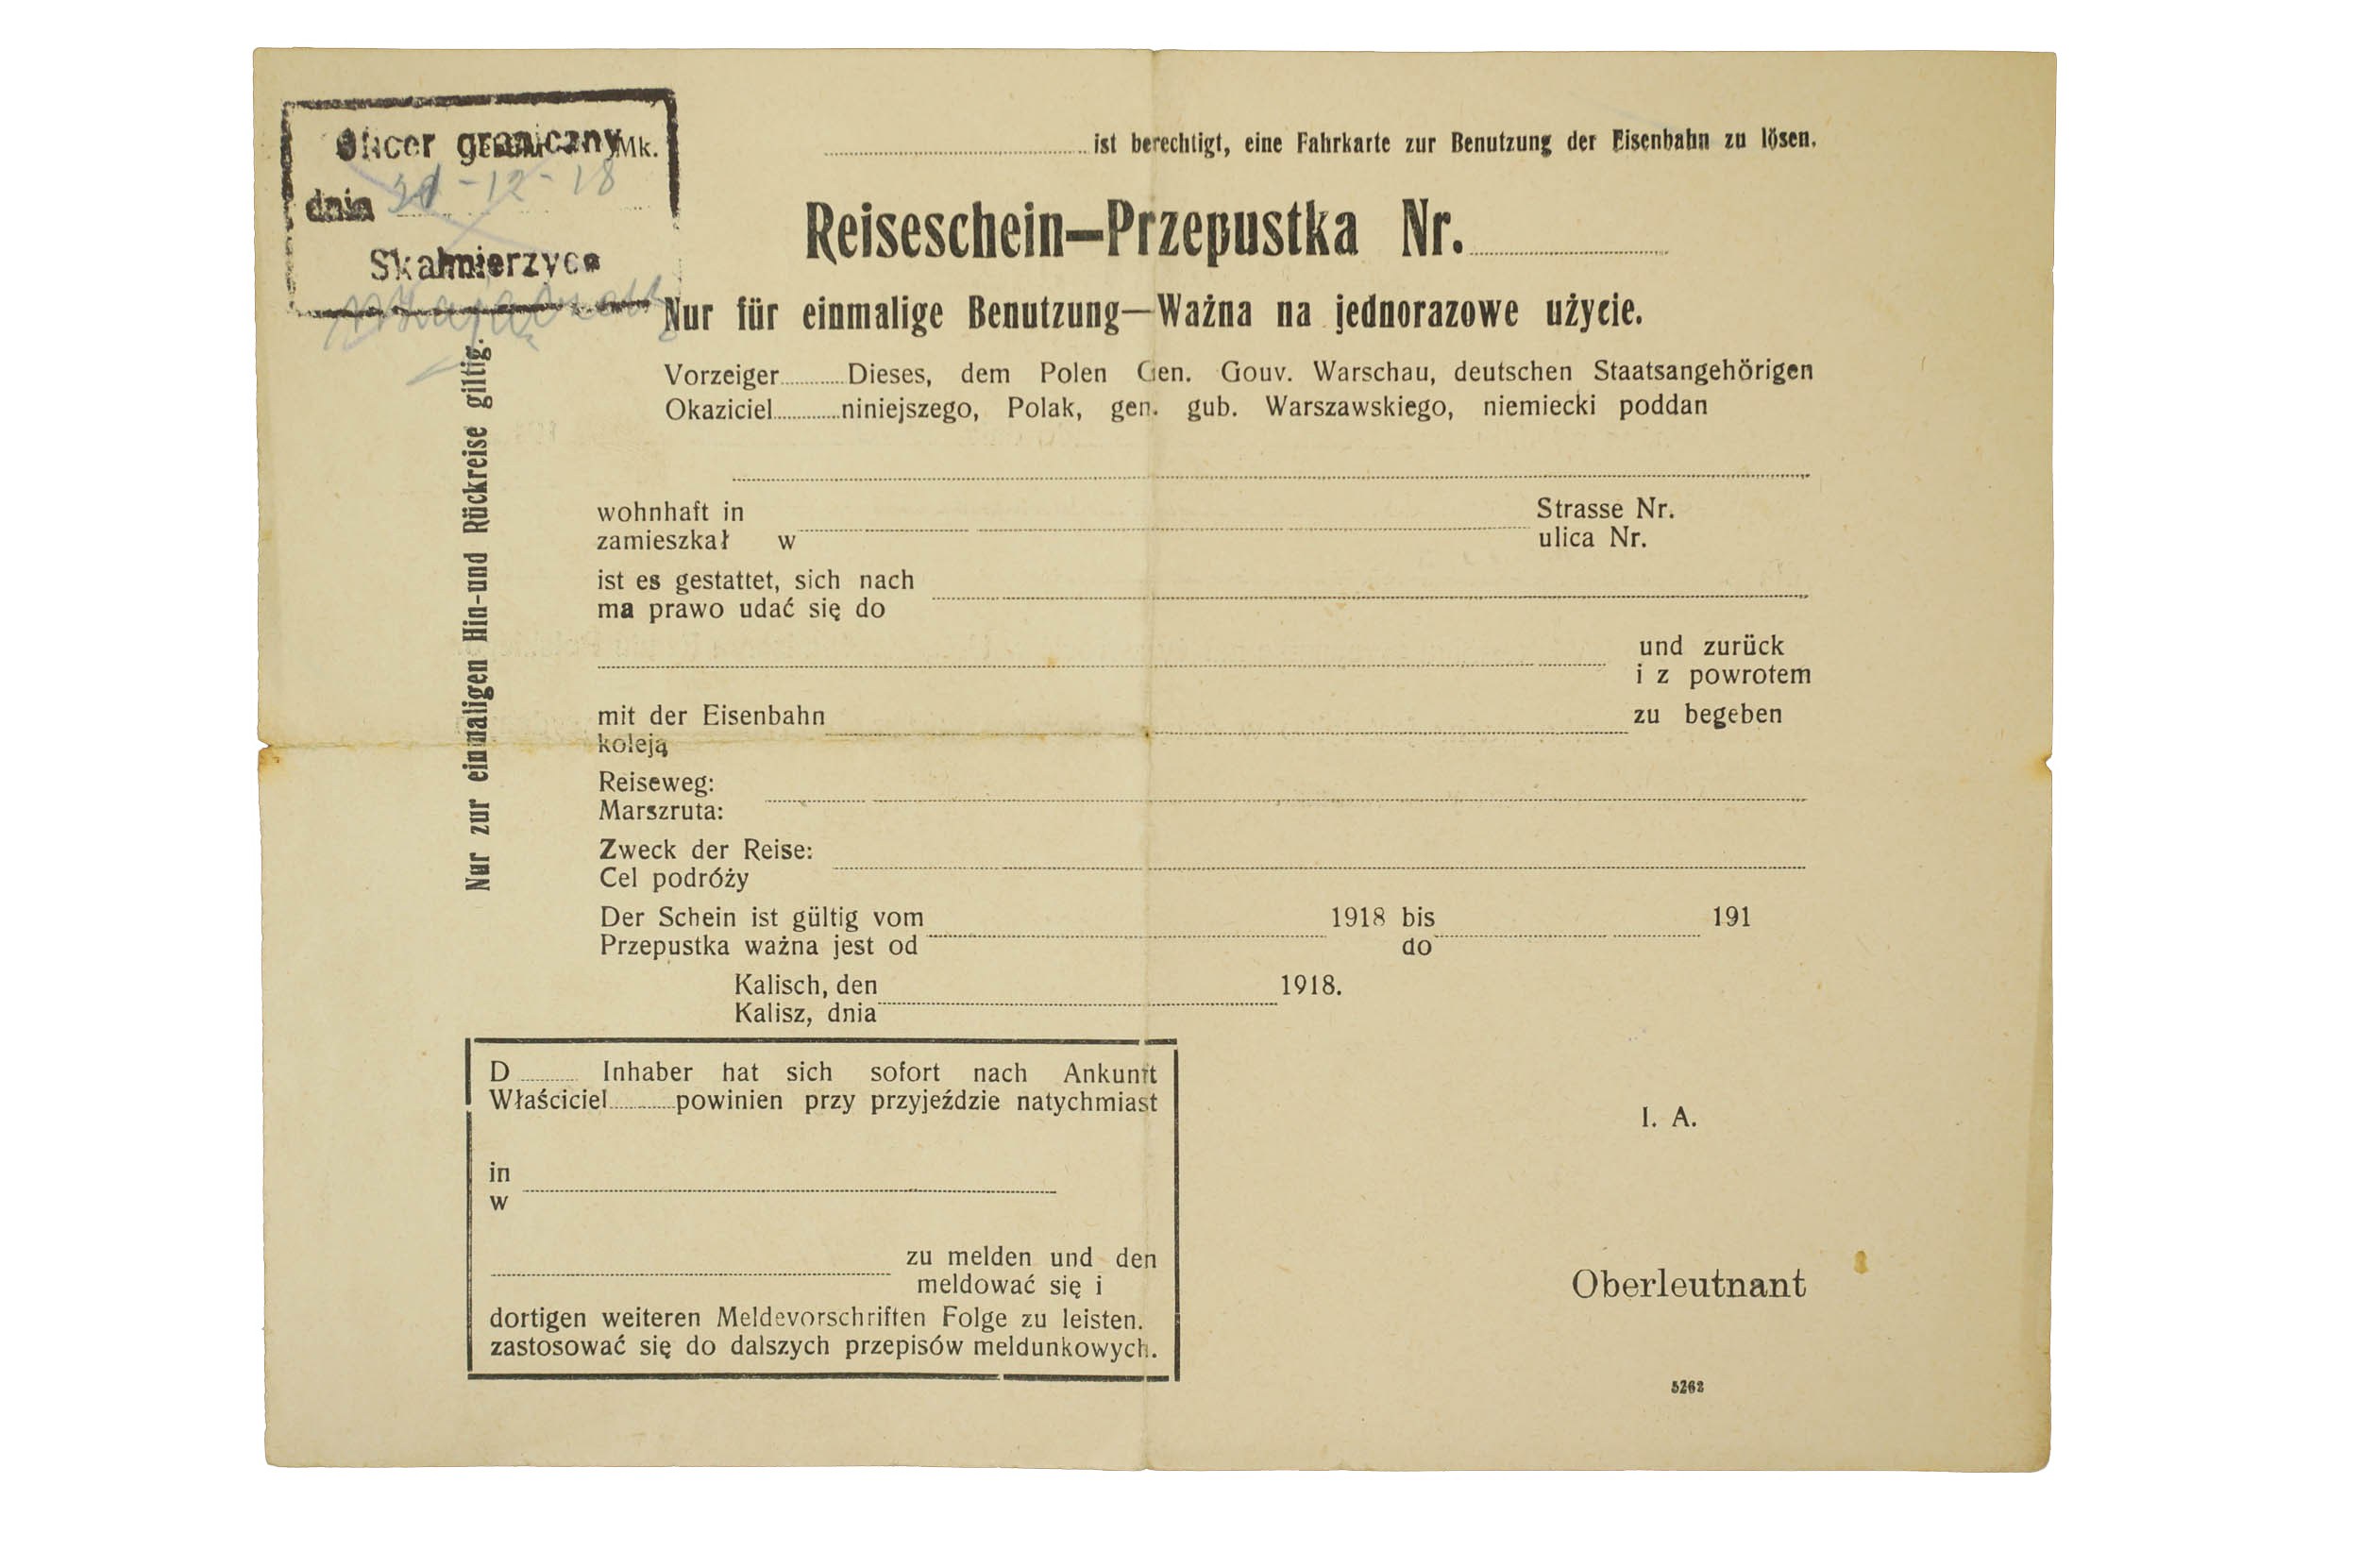 Oficer graniczny
Mk.
dnia -12-18
Skalmierzyce
ist berechtigt, eine Fahrkarte zur Benutzung der Eisenbahn zu lösen.
Reiseschein—Przepustka Nr.
Nur für einmalige Benutzung—Ważna na jednorazowe użycie.
Nur zur einmaligen Hin-und Rückreise giltig.
Vorzeiger Dieses, dem Polen Gen. Gouv. Warschau, deutschen Staatsangehörigen
Okaziciel niniejszego, Polak, gen. gub. Warszawskiego, niemiecki poddan
wohnhaft in Strasse Nr.
zamieszkał w ulica Nr.
ist es gestattet, sich nach
ma prawo udać się do
und zurück
i z powrotem
mit der Eisenbahn zu begeben
koleją
Reiseweg:
Marszruta:
Zweck der Reise:
Cel podróży
Der Schein ist gültig vom 1918 bis 191
Przepustka ważna jest od do
Kalisch, den 1918.
Kalisz, dnia
D Inhaber hat sich sofort nach Ankunft
Właściciel powinien przy przyjeździe natychmiast
in
w
zu melden und den
meldować się i
dortigen weiteren Meldevorschriften Folge zu leisten.
zastosować się do dalszych przepisów meldunkowych.
I. A.
Oberleutnant
5262